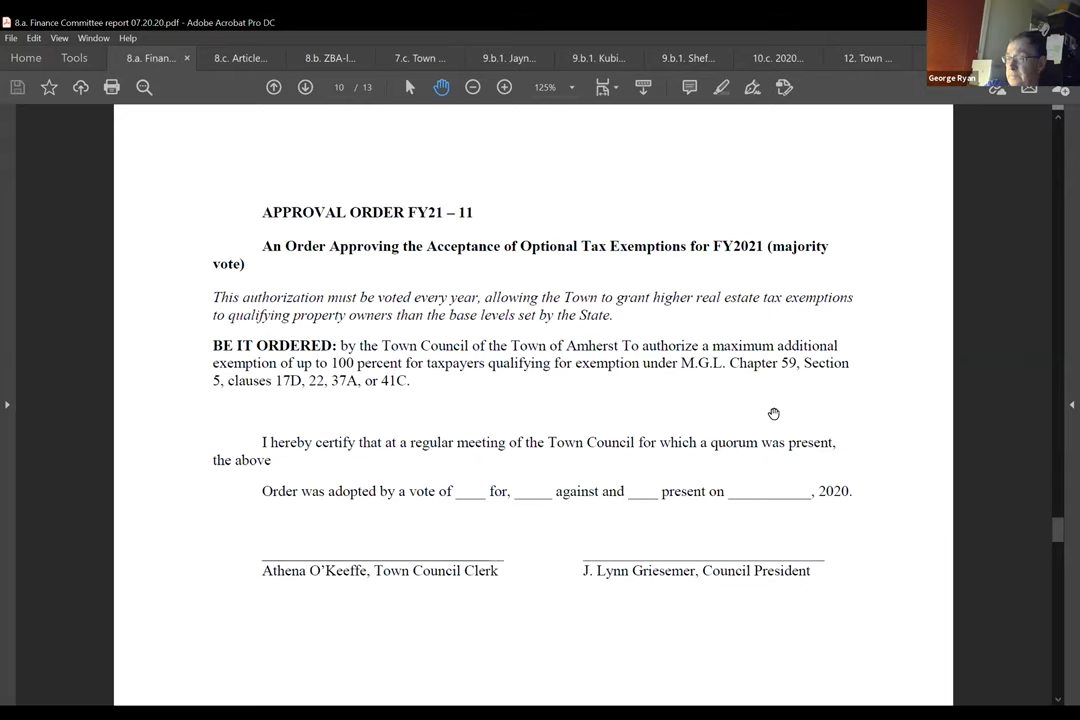 8.a. Finance Committee report 07.20.20.pdf - Adobe Acrobat Pro DC
File Edit View Window Help
Home Tools 8.a. Finan... × 8.c. Article... 8.b. ZBA-I... 7.c. Town ... 9.b.1. Jayn... 9.b.1. Kubi... 9.b.1. Shef... 10.c. 2020... 12. Town ...
George Ryan
10 / 13 125%
APPROVAL ORDER FY21 – 11
An Order Approving the Acceptance of Optional Tax Exemptions for FY2021 (majority
vote)
This authorization must be voted every year, allowing the Town to grant higher real estate tax exemptions
to qualifying property owners than the base levels set by the State.
BE IT ORDERED: by the Town Council of the Town of Amherst To authorize a maximum additional
exemption of up to 100 percent for taxpayers qualifying for exemption under M.G.L. Chapter 59, Section
5, clauses 17D, 22, 37A, or 41C.
I hereby certify that at a regular meeting of the Town Council for which a quorum was present,
the above
Order was adopted by a vote of ____ for, _____ against and ____ present on ___________, 2020.
Athena O’Keeffe, Town Council Clerk
J. Lynn Griesemer, Council President